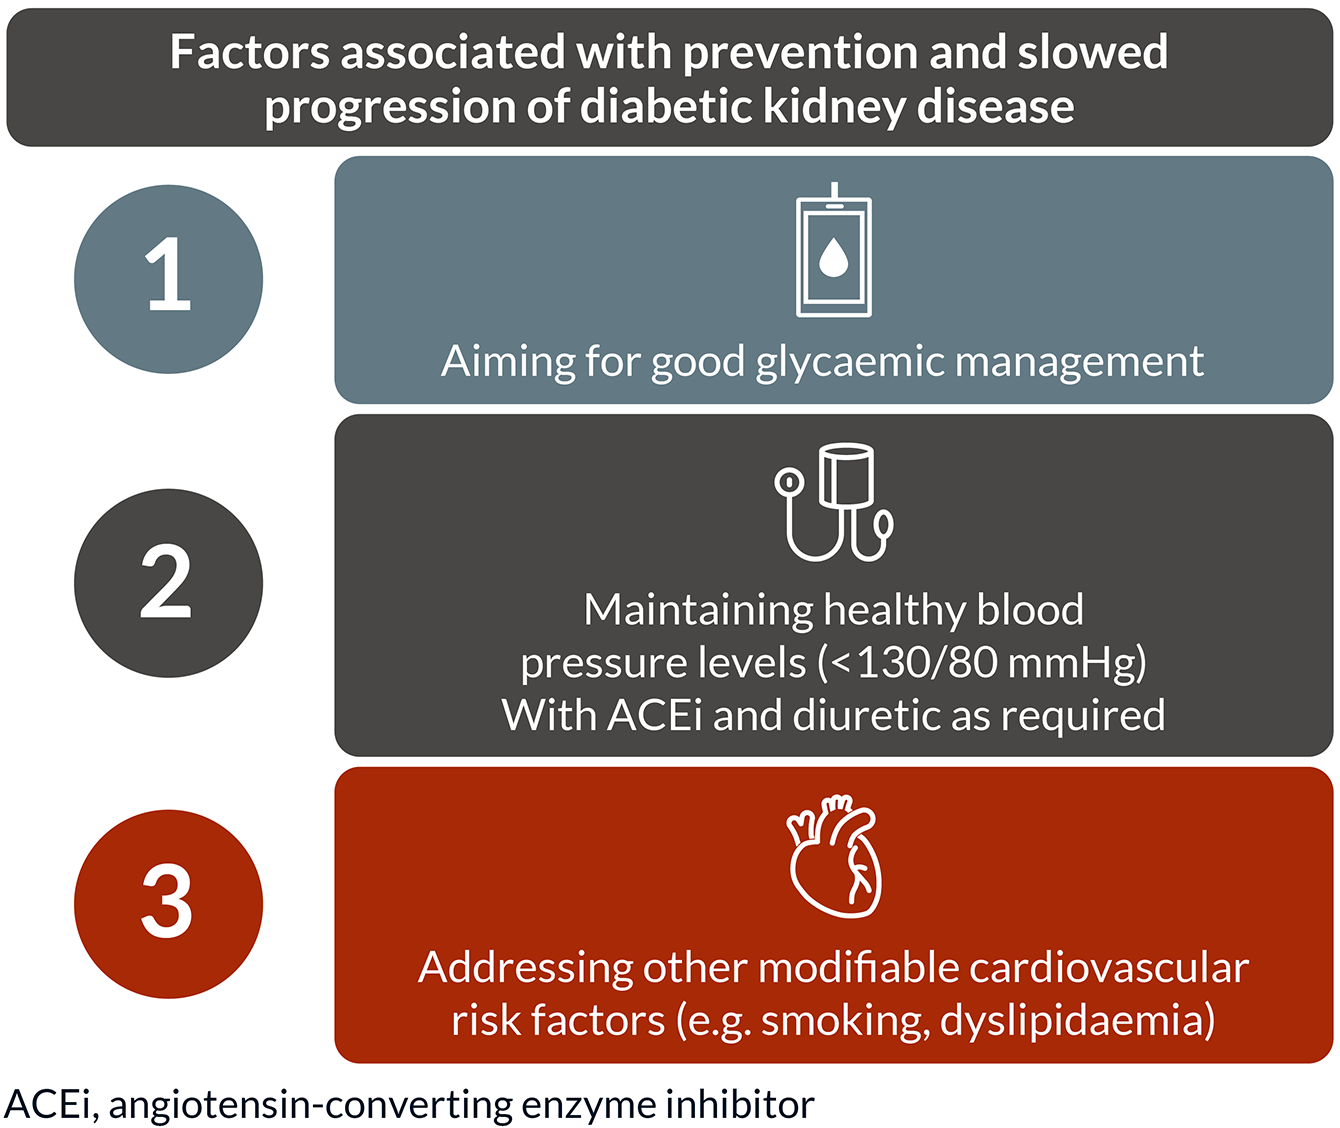 Factors associated with prevention and slowed
progression of diabetic kidney disease
1
Aiming for good glycaemic management
2
Maintaining healthy blood
pressure levels (<130/80 mmHg)
With ACEi and diuretic as required
3
Addressing other modifiable cardiovascular
risk factors (e.g. smoking, dyslipidaemia)
ACEi, angiotensin-converting enzyme inhibitor